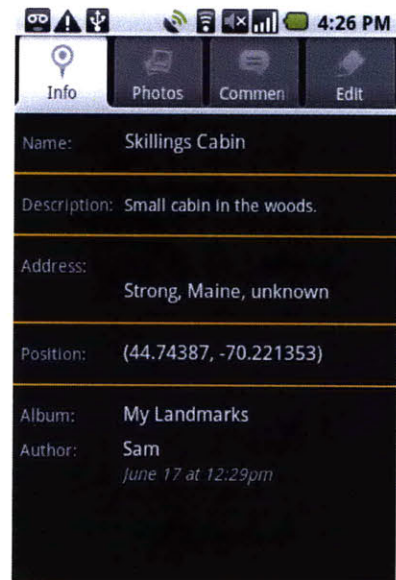 4:26 PM
Info Photos Commen Edit
Name: Skillings Cabin
Description: Small cabin in the woods.
Address:
Strong, Maine, unknown
Position: (44.74387, -70.221353)
Album: My Landmarks
Author: Sam
June 17 at 12:29pm